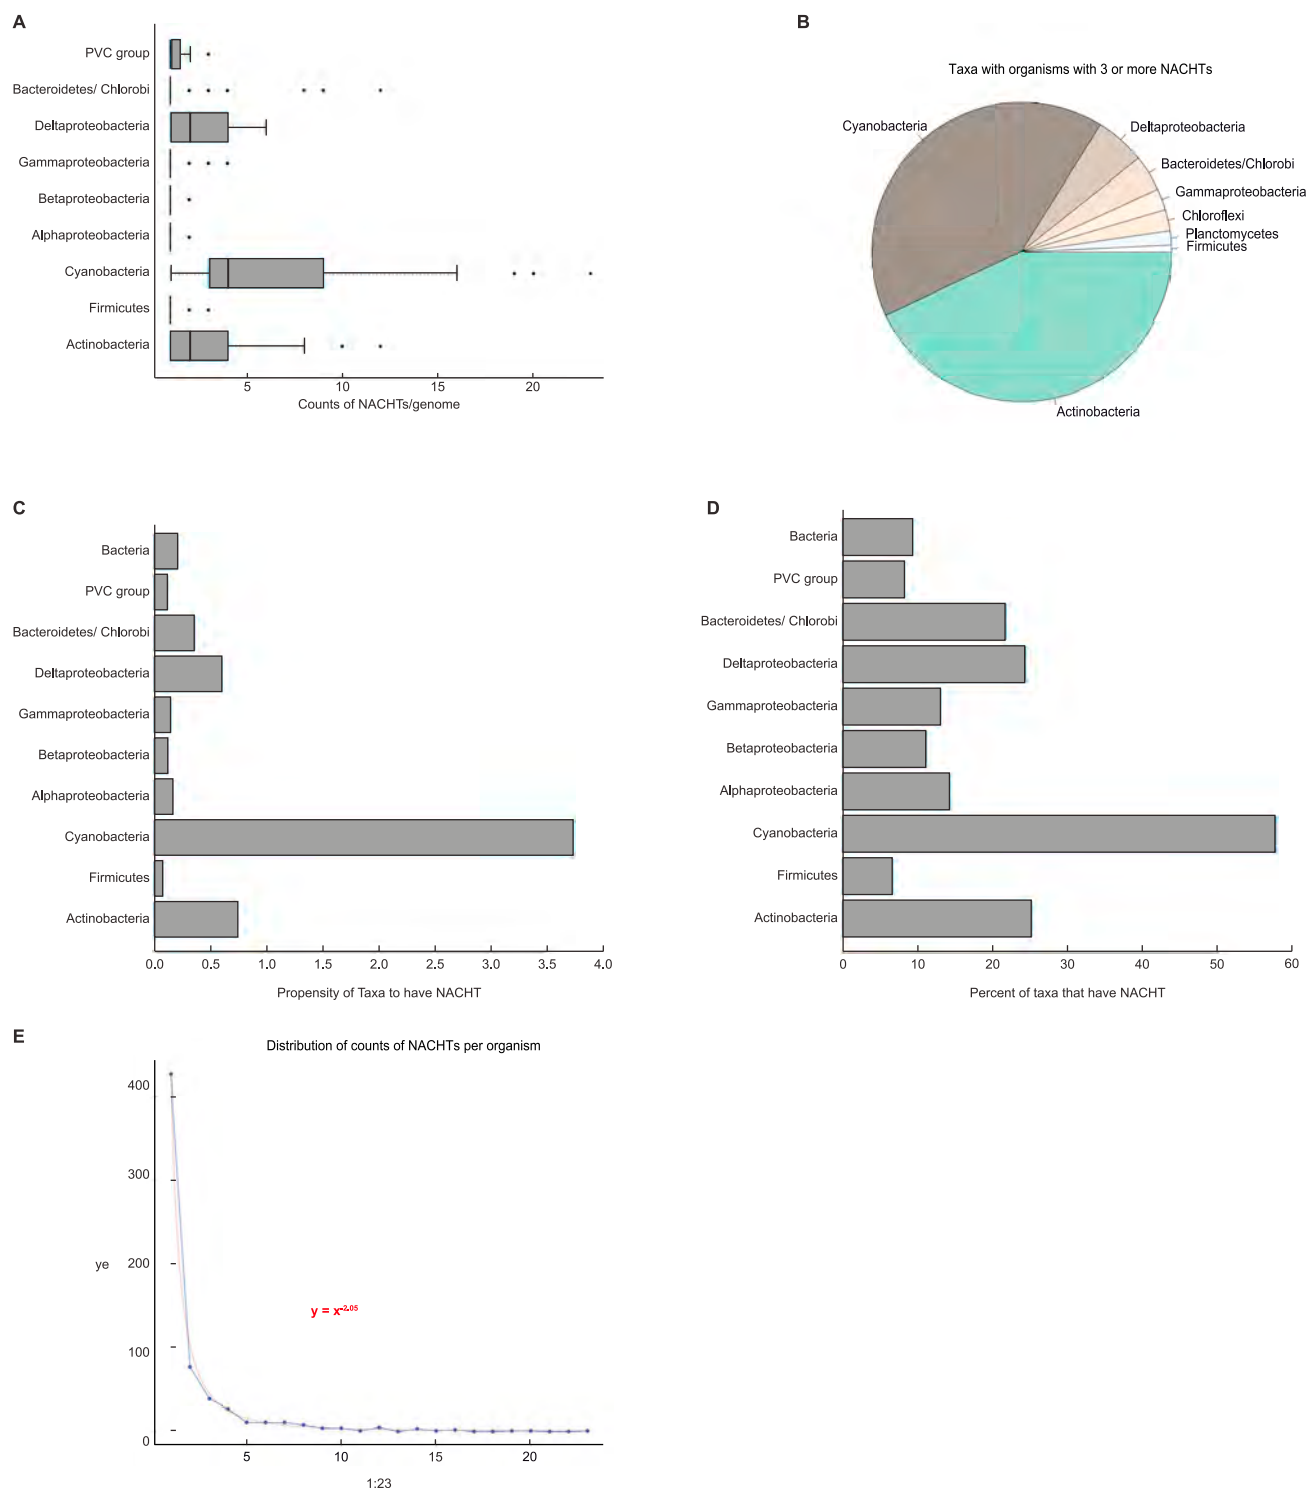 A
PVC group
Bacteroidetes/ Chlorobi
Deltaproteobacteria
Gammaproteobacteria
Betaproteobacteria
Alphaproteobacteria
Cyanobacteria
Firmicutes
Actinobacteria
5 10 15 20
Counts of NACHTs/genome
B
Taxa with organisms with 3 or more NACHTs
Cyanobacteria
Deltaproteobacteria
Bacteroidetes/Chlorobi
Gammaproteobacteria
Chloroflexi
Planctomycetes
Firmicutes
Actinobacteria
C
Bacteria
PVC group
Bacteroidetes/ Chlorobi
Deltaproteobacteria
Gammaproteobacteria
Betaproteobacteria
Alphaproteobacteria
Cyanobacteria
Firmicutes
Actinobacteria
0.0 0.5 1.0 1.5 2.0 2.5 3.0 3.5 4.0
Propensity of Taxa to have NACHT
D
Bacteria
PVC group
Bacteroidetes/ Chlorobi
Deltaproteobacteria
Gammaproteobacteria
Betaproteobacteria
Alphaproteobacteria
Cyanobacteria
Firmicutes
Actinobacteria
0 10 20 30 40 50 60
Percent of taxa that have NACHT
E
Distribution of counts of NACHTs per organism
400
300
200
ye
y = x^-2.05
100
0
5 10 15 20
1:23